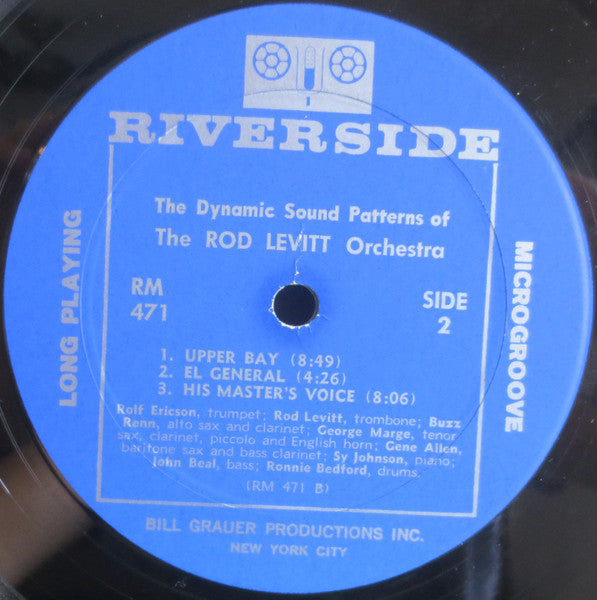 RIVERSIDE
The Dynamic Sound Patterns of
The ROD LEVITT Orchestra
LONG PLAYING
MICROGROOVE
RM
471
SIDE
2
1. UPPER BAY (8:49)
2. EL GENERAL (4:26)
3. HIS MASTER'S VOICE (8:06)
Rolf Ericson, trumpet; Rod Levitt, trombone; Buzz
Renn, alto sax and clarinet; George Marge, tenor
sax, clarinet, piccolo and English horn; Gene Allen,
baritone sax and bass clarinet; Sy Johnson, piano;
John Beal, bass; Ronnie Bedford, drums.
(RM 471 B)
BILL GRAUER PRODUCTIONS INC.
NEW YORK CITY